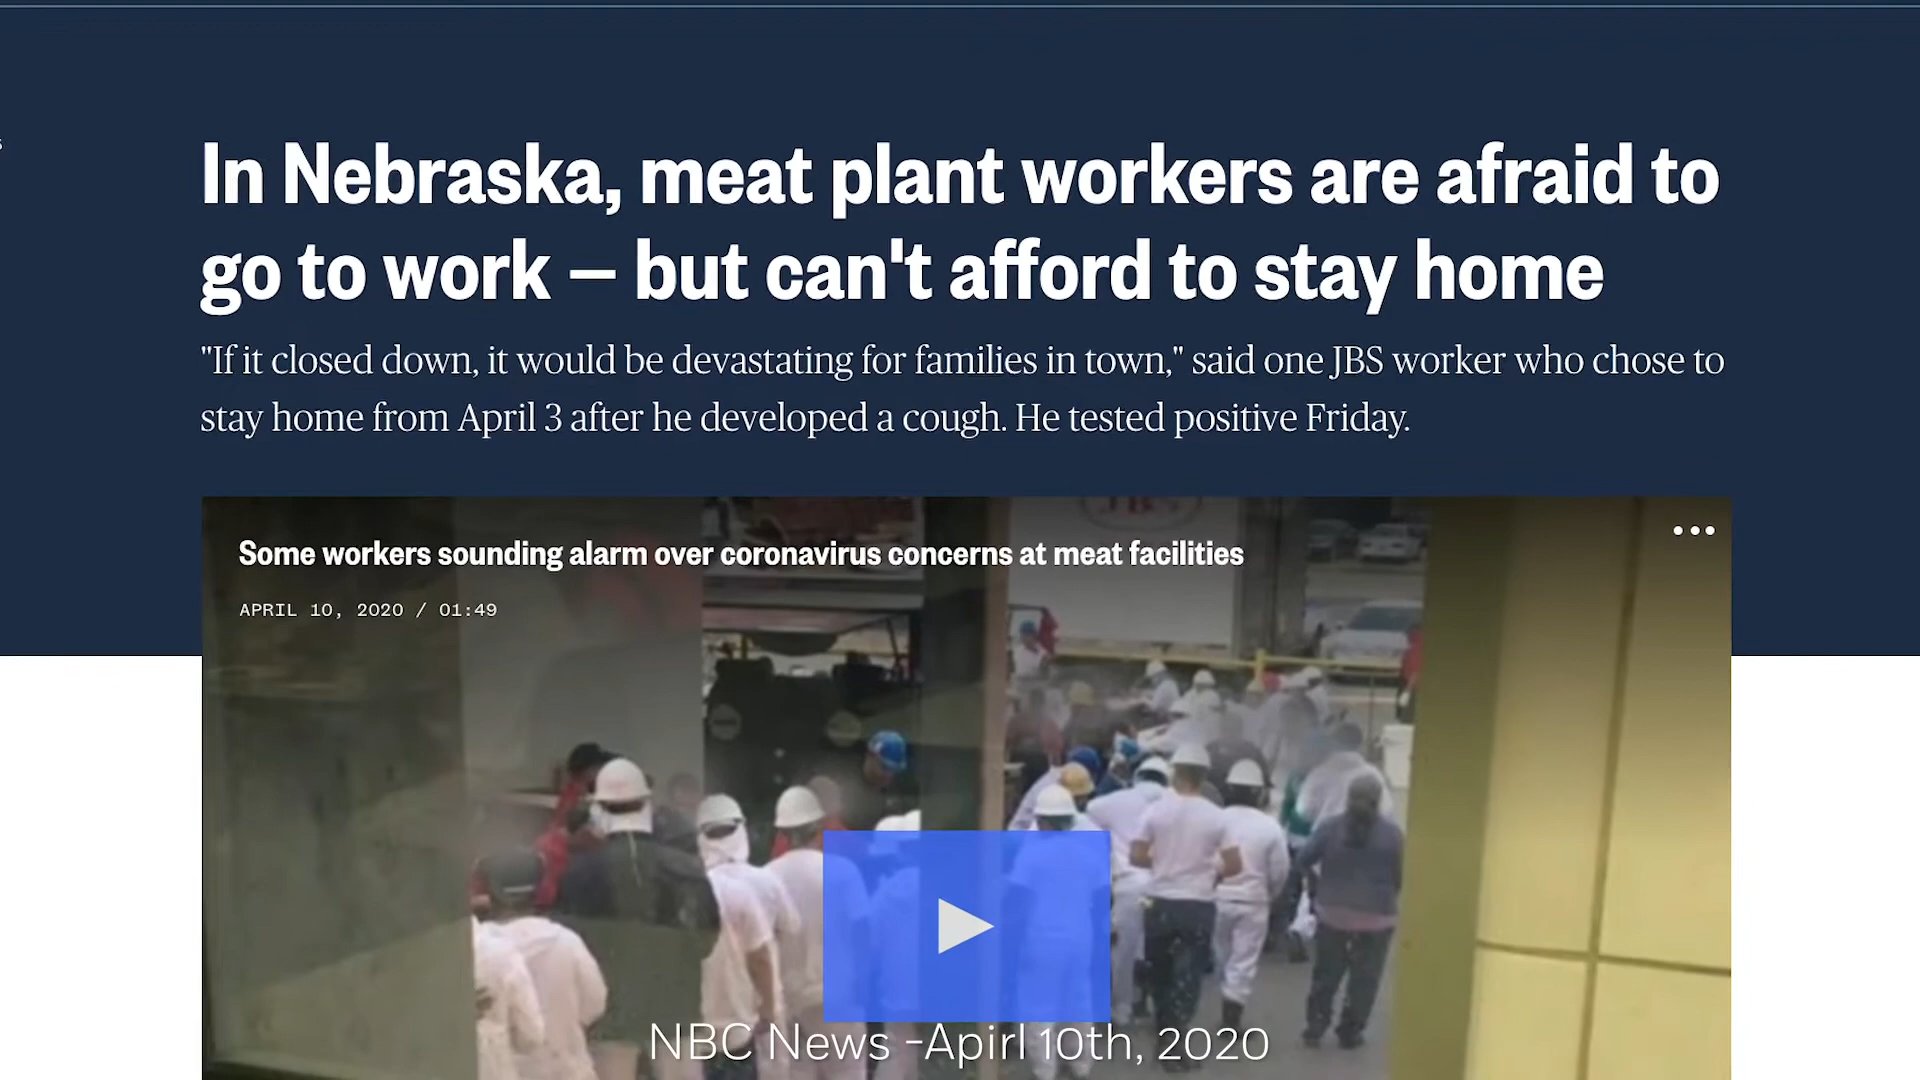 In Nebraska, meat plant workers are afraid to
go to work — but can't afford to stay home
"If it closed down, it would be devastating for families in town," said one JBS worker who chose to
stay home from April 3 after he developed a cough. He tested positive Friday.
Some workers sounding alarm over coronavirus concerns at meat facilities
APRIL 10, 2020 / 01:49
NBC News -Apirl 10th, 2020